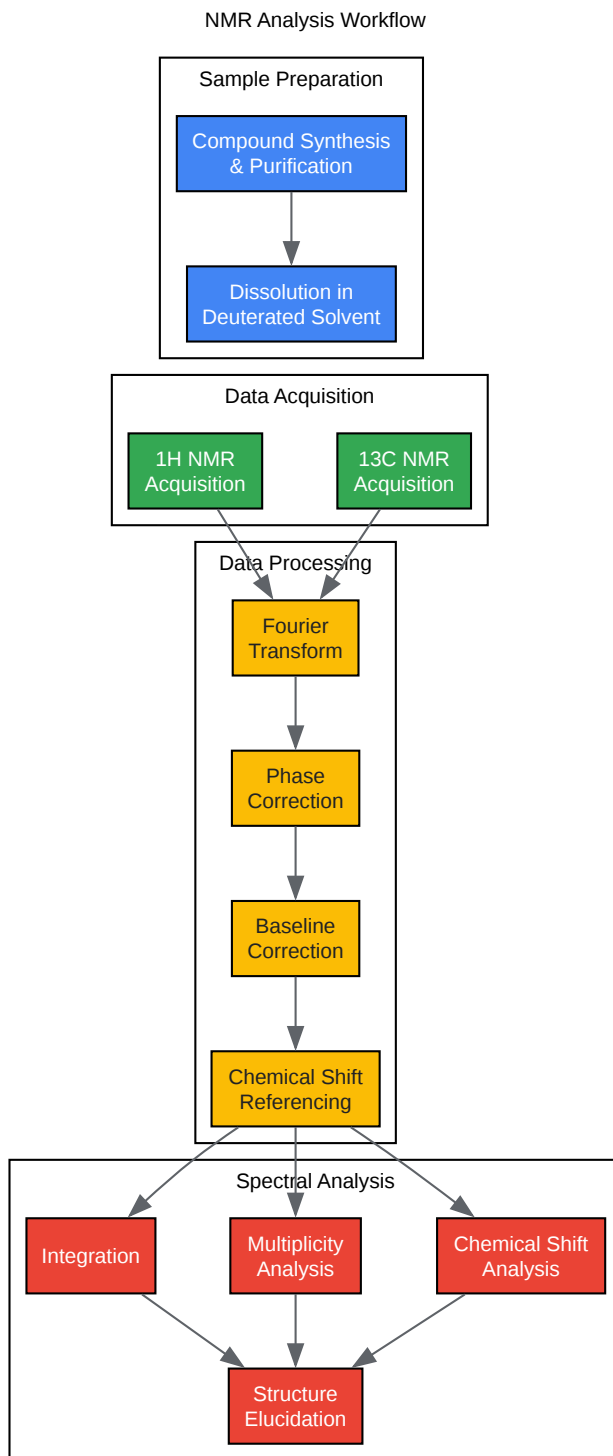 NMR Analysis Workflow
Sample Preparation
Compound Synthesis
& Purification
Dissolution in
Deuterated Solvent
Data Acquisition
1H NMR
Acquisition
13C NMR
Acquisition
Data Processing
Fourier
Transform
Phase
Correction
Baseline
Correction
Chemical Shift
Referencing
Spectral Analysis
Integration
Multiplicity
Analysis
Chemical Shift
Analysis
Structure
Elucidation